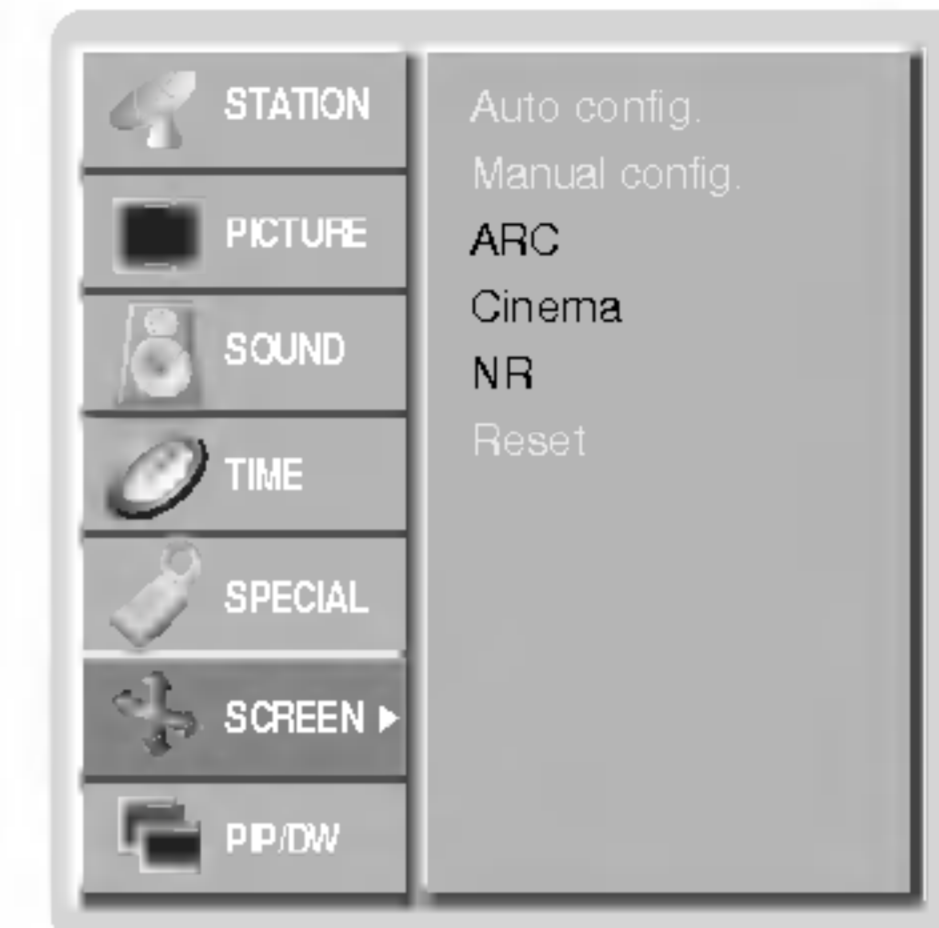 STATION
PICTURE
SOUND
TIME
SPECIAL
SCREEN ▶
PIP/DW
Auto config.
Manual config.
ARC
Cinema
NR
Reset